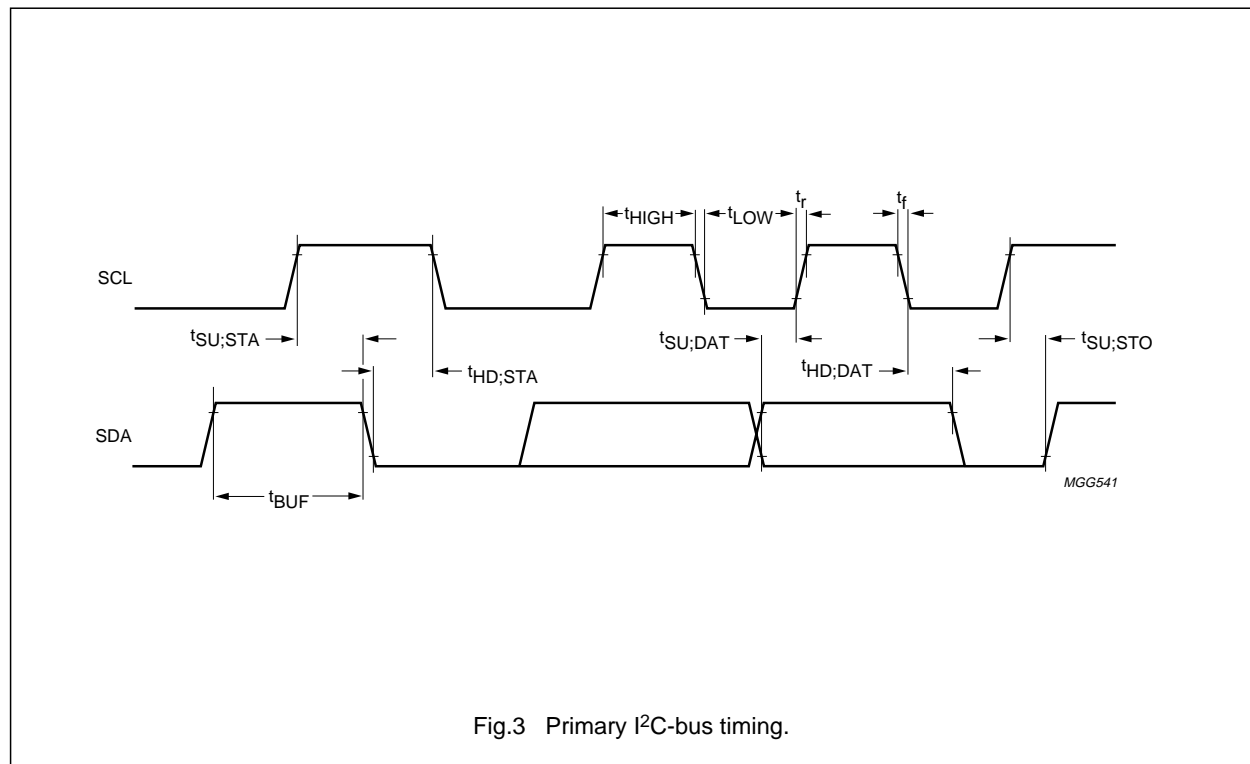 tHIGH tLOW tr tf
SCL
tSU;STA tSU;DAT tSU;STO
tHD;STA tHD;DAT
SDA
tBUF
MGG541
Fig.3 Primary I²C-bus timing.